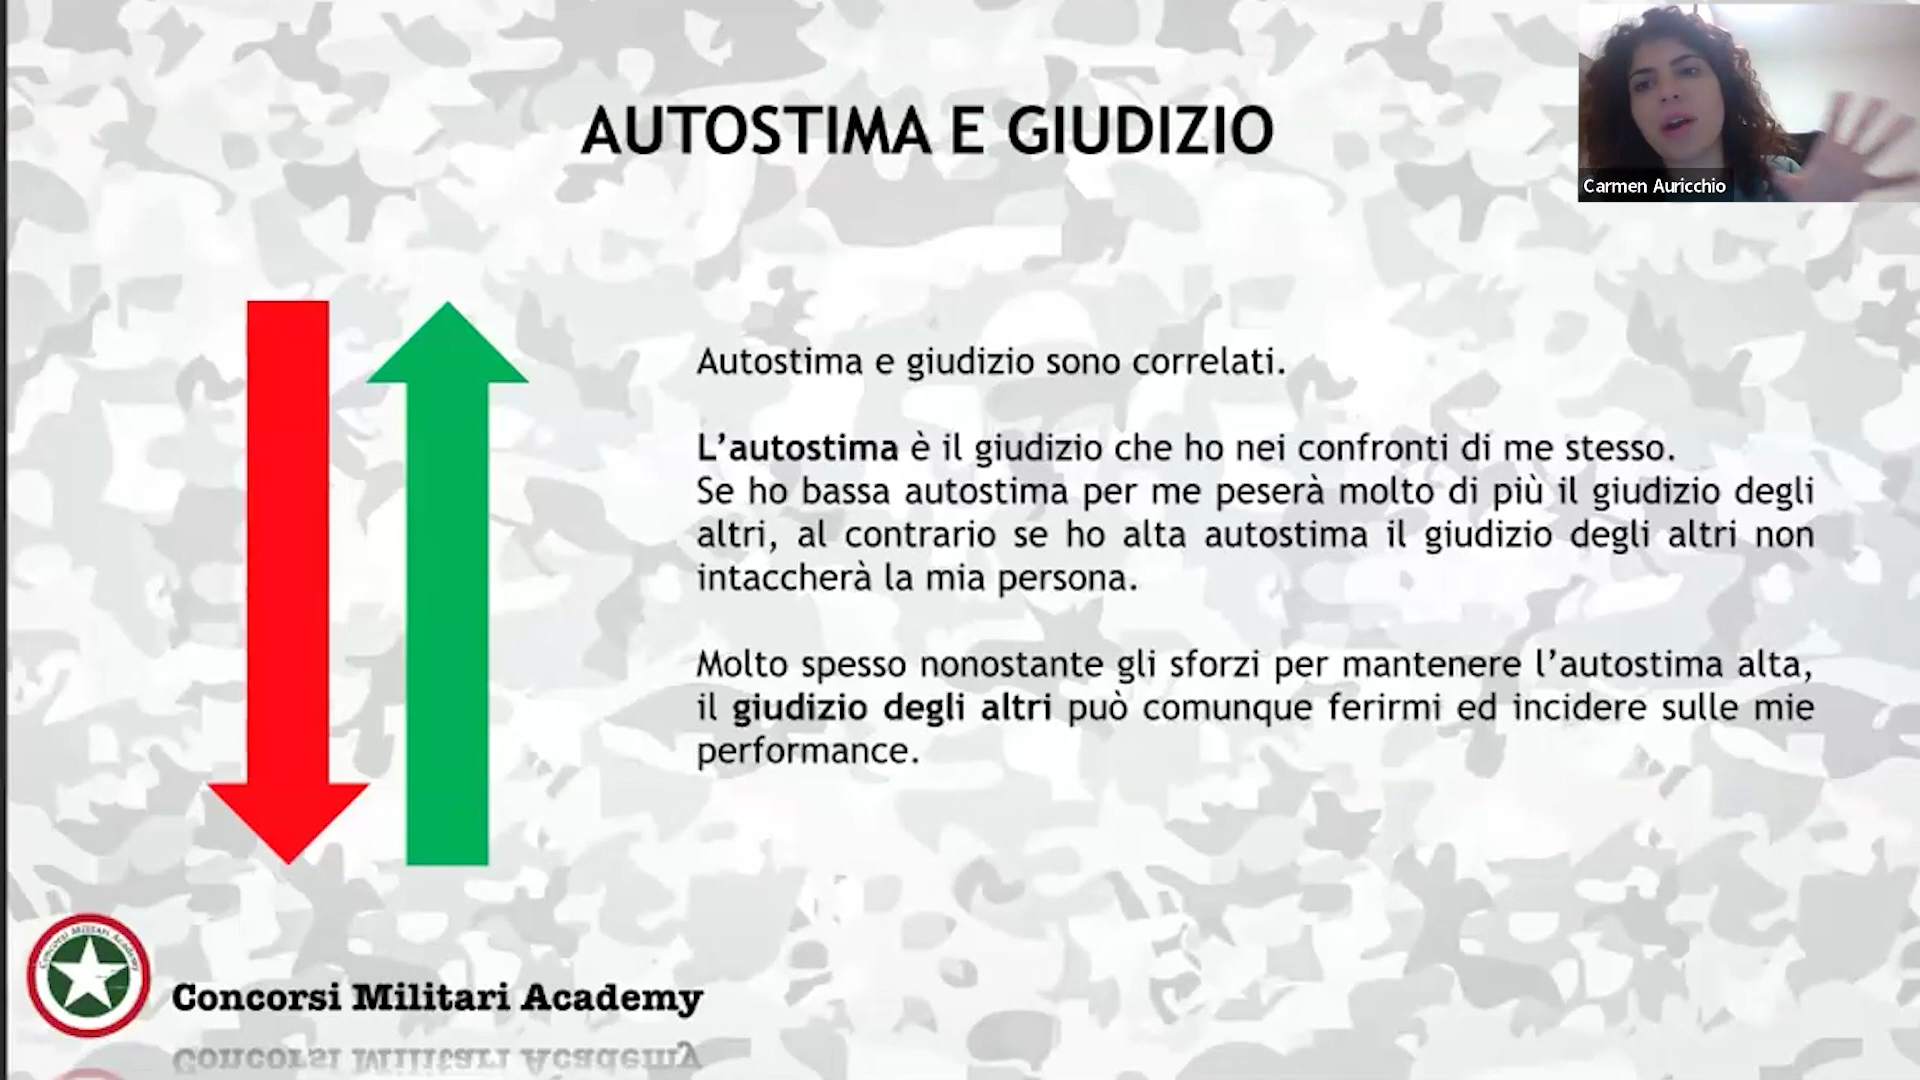 AUTOSTIMA E GIUDIZIO
Carmen Auricchio
Autostima e giudizio sono correlati.
L’autostima è il giudizio che ho nei confronti di me stesso.
Se ho bassa autostima per me peserà molto di più il giudizio degli
altri, al contrario se ho alta autostima il giudizio degli altri non
intaccherà la mia persona.
Molto spesso nonostante gli sforzi per mantenere l’autostima alta,
il giudizio degli altri può comunque ferirmi ed incidere sulle mie
performance.
Concorsi Militari Academy
Concorsi Militari Academy